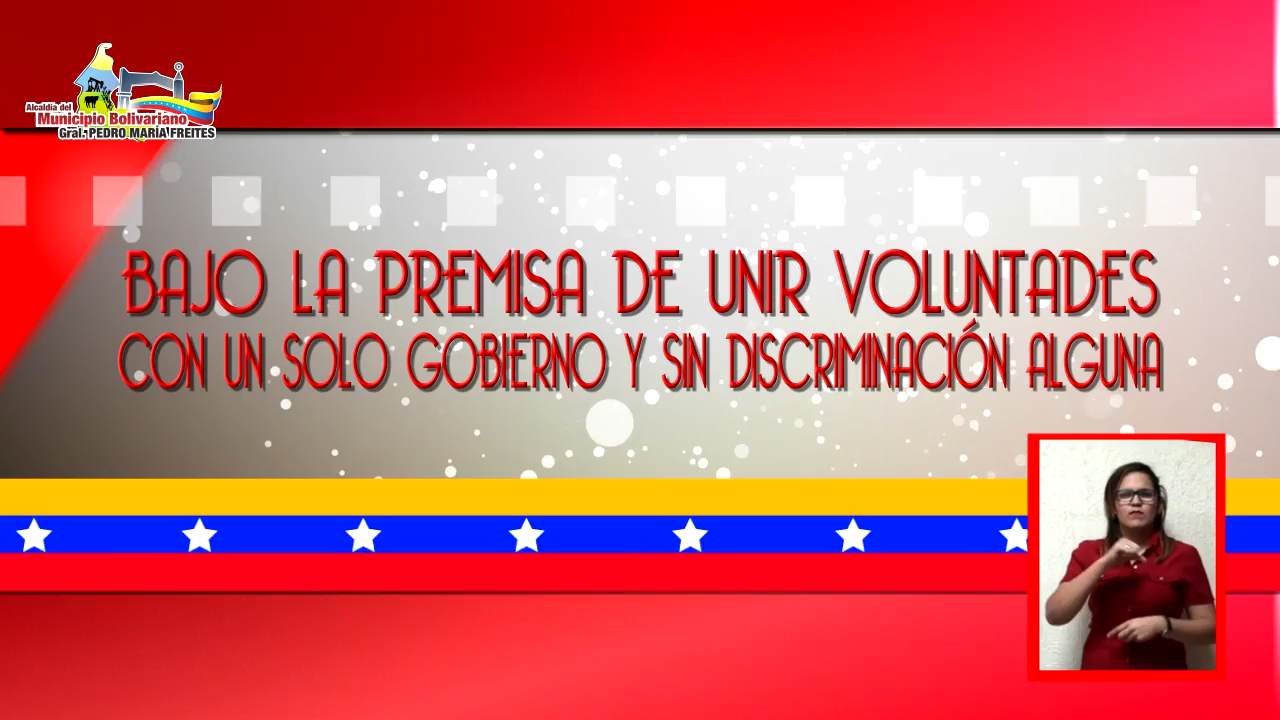 Alcaldía del
Municipio Bolivariano
Gral. PEDRO MARÍA FREITES
BAJO LA PREMISA DE UNIR VOLUNTADES
CON UN SOLO GOBIERNO Y SIN DISCRIMINACIÓN ALGUNA